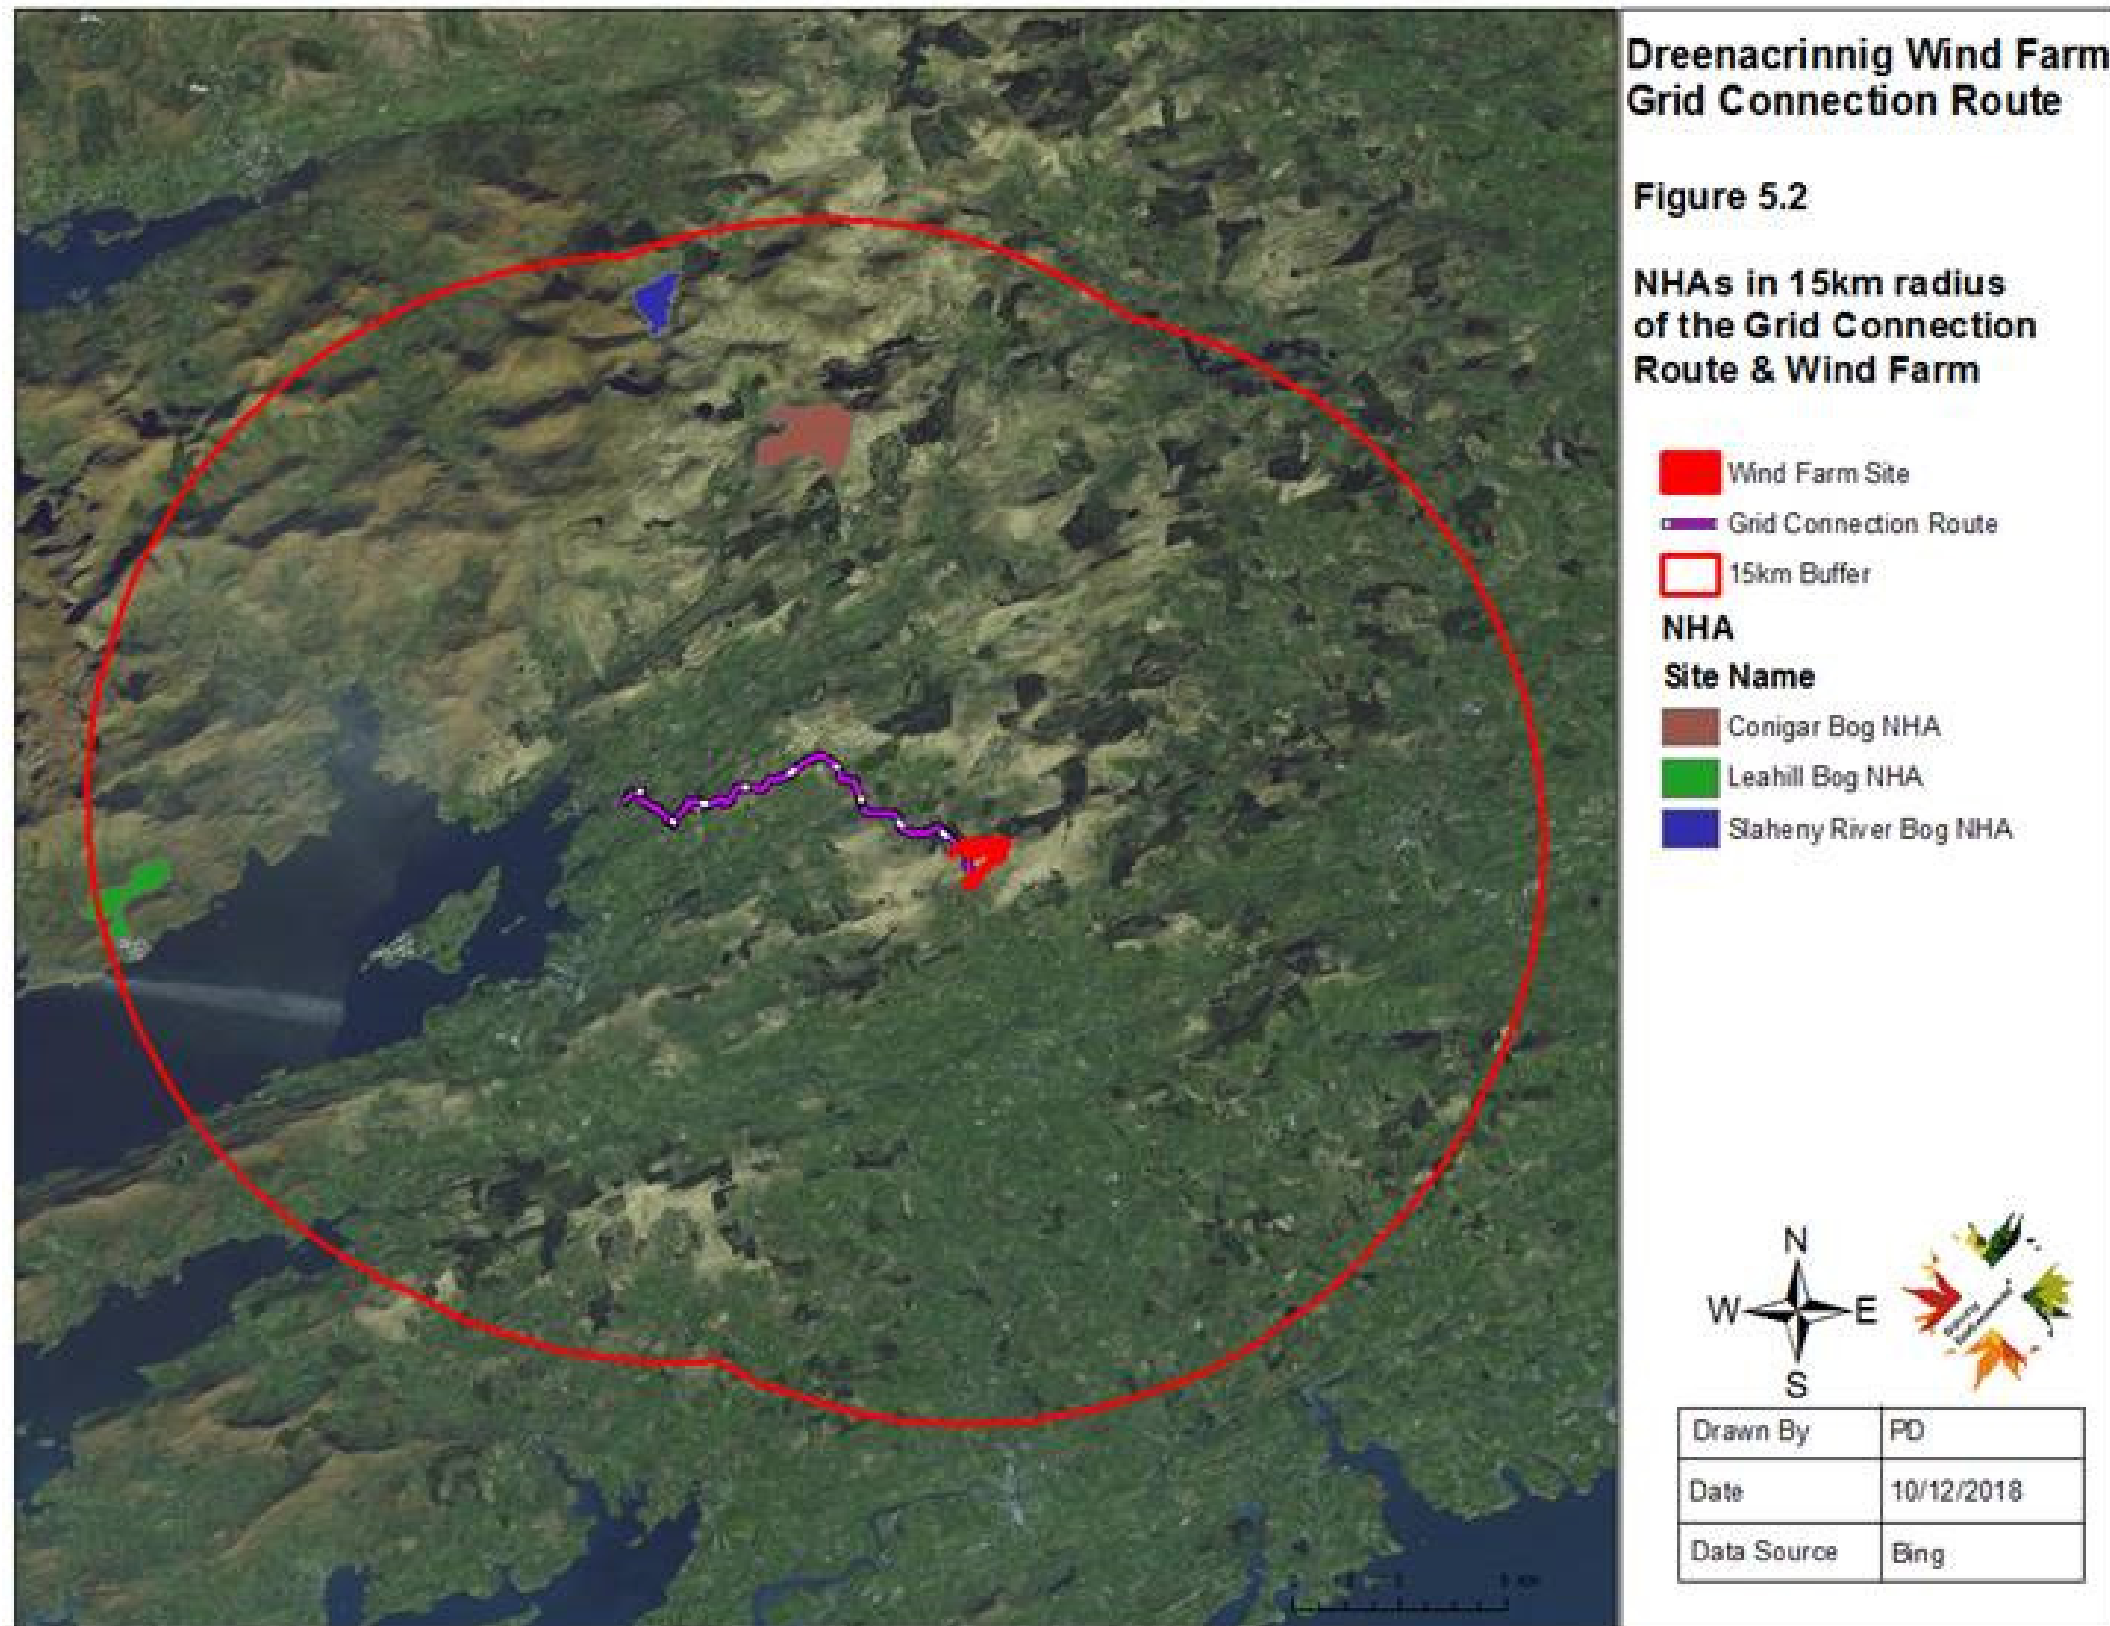 Dreenacrinnig Wind Farm
Grid Connection Route
Figure 5.2
NHAs in 15km radius
of the Grid Connection
Route & Wind Farm
Wind Farm Site
Grid Connection Route
15km Buffer
NHA
Site Name
Conigar Bog NHA
Leahill Bog NHA
Slaheny River Bog NHA
N
W E
S
Drawn By PD
Date 10/12/2018
Data Source Bing